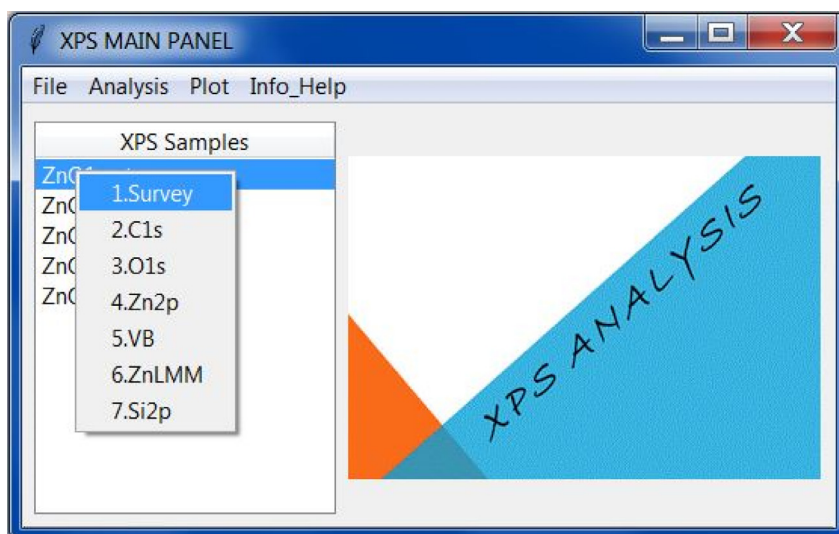 XPS MAIN PANEL
File Analysis Plot Info_Help
XPS Samples
1.Survey
2.C1s
3.O1s
4.Zn2p
5.VB
6.ZnLMM
7.Si2p
XPS ANALYSIS